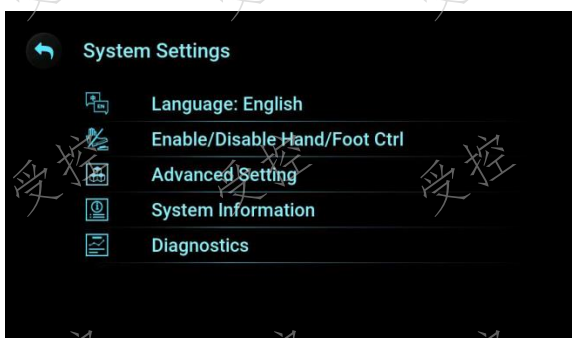 System Settings
Language: English
Enable/Disable Hand/Foot Ctrl
Advanced Setting
System Information
Diagnostics
受控
受控
受控